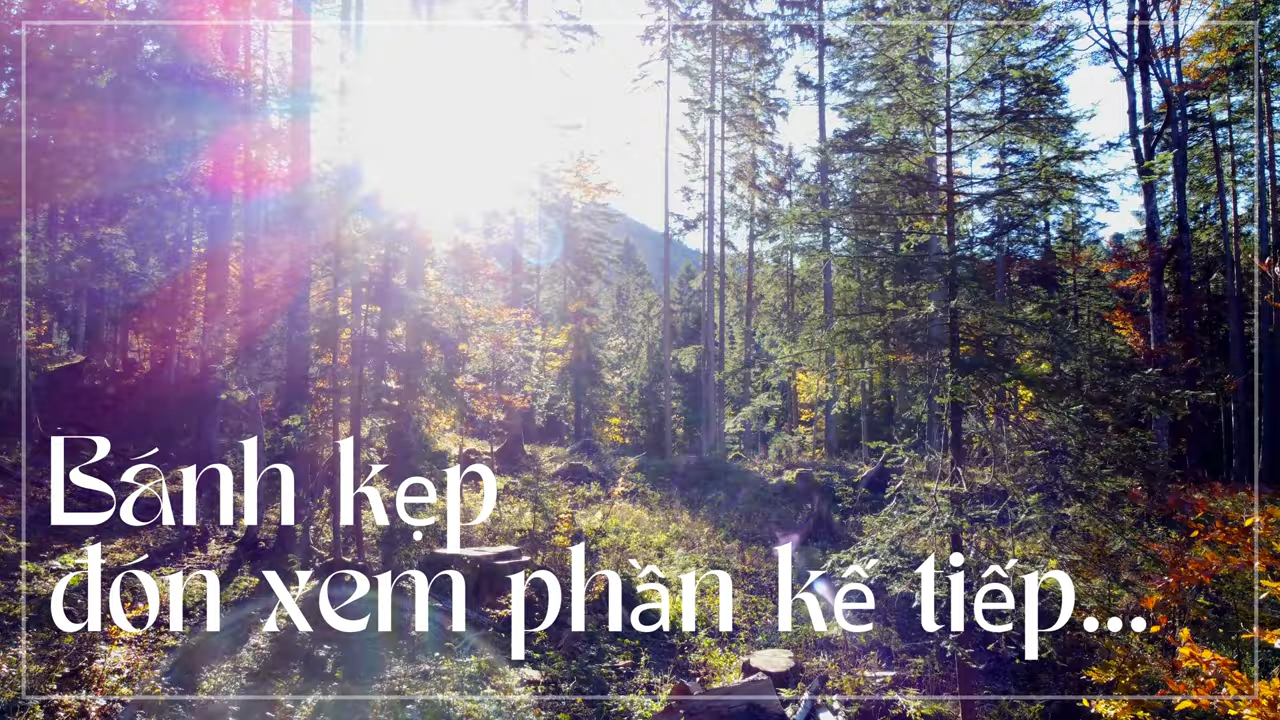 Bánh kẹp
đón xem phần kế tiếp...